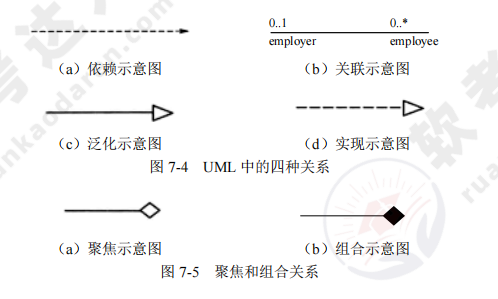 0..1 0..*
employer employee
（a）依赖示意图 （b）关联示意图
（c）泛化示意图 （d）实现示意图
图 7-4 UML 中的四种关系
（a）聚焦示意图 （b）组合示意图
图 7-5 聚焦和组合关系